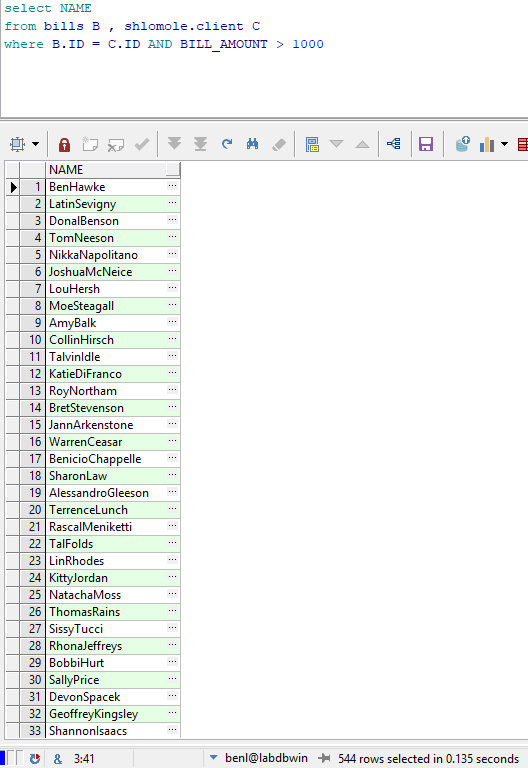 select NAME
from bills B , shlomole.client C
where B.ID = C.ID AND BILL_AMOUNT > 1000
NAME
1 BenHawke ...
2 LatinSevigny ...
3 DonalBenson ...
4 TomNeeson ...
5 NikkaNapolitano ...
6 JoshuaMcNeice ...
7 LouHersh ...
8 MoeSteagall ...
9 AmyBalk ...
10 CollinHirsch ...
11 TalvinIdle ...
12 KatieDiFranco ...
13 RoyNortham ...
14 BretStevenson ...
15 JannArkenstone ...
16 WarrenCeasar ...
17 BenicioChappelle ...
18 SharonLaw ...
19 AlessandroGleeson ...
20 TerrenceLunch ...
21 RascalMeniketti ...
22 TalFolds ...
23 LinRhodes ...
24 KittyJordan ...
25 NatachaMoss ...
26 ThomasRains ...
27 SissyTucci ...
28 RhonaJeffreys ...
29 BobbiHurt ...
30 SallyPrice ...
31 DevonSpacek ...
32 GeoffreyKingsley ...
33 ShannonIsaacs ...
& 3:41 benl@labdbwin 544 rows selected in 0.135 seconds